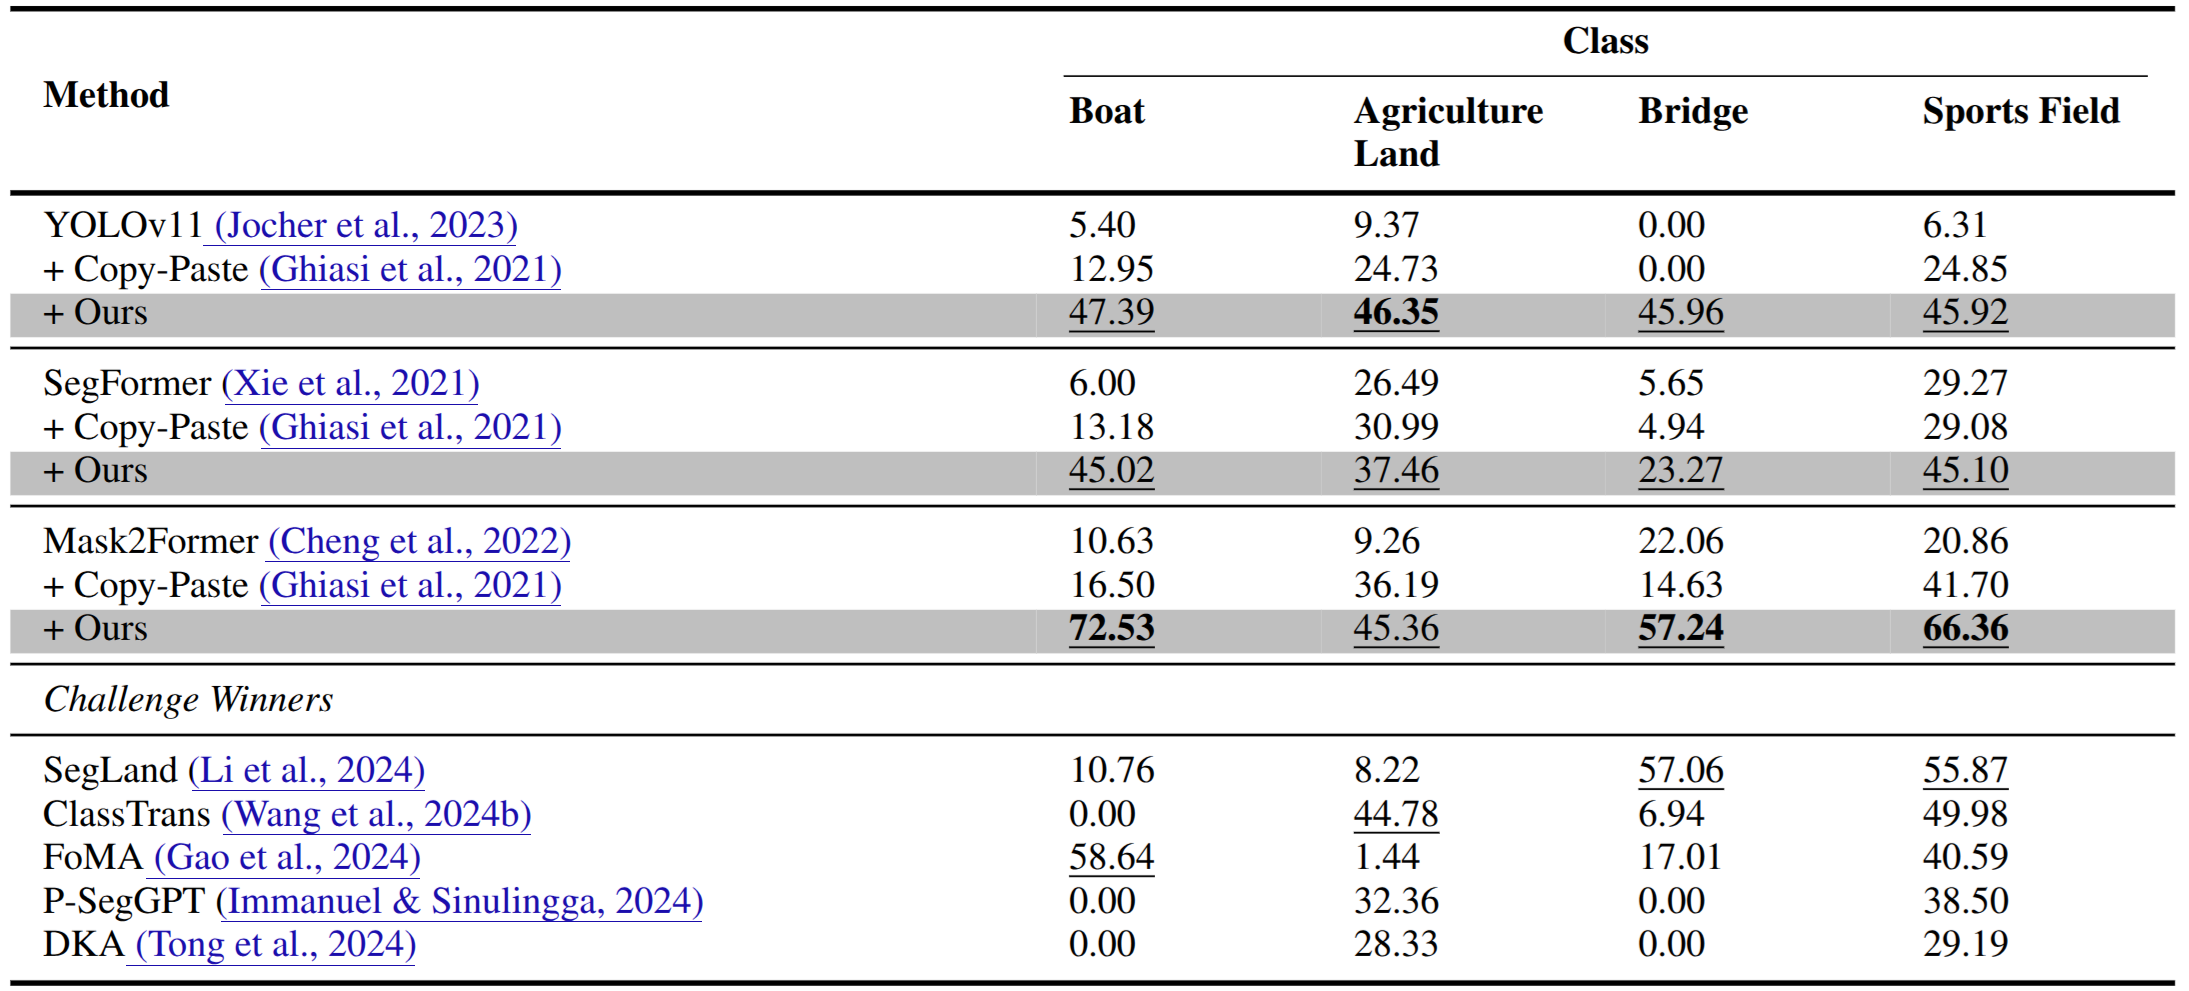 Class
Method
Boat Agriculture Land Bridge Sports Field
YOLOv11 (Jocher et al., 2023) 5.40 9.37 0.00 6.31
+ Copy-Paste (Ghiasi et al., 2021) 12.95 24.73 0.00 24.85
+ Ours 47.39 46.35 45.96 45.92
SegFormer (Xie et al., 2021) 6.00 26.49 5.65 29.27
+ Copy-Paste (Ghiasi et al., 2021) 13.18 30.99 4.94 29.08
+ Ours 45.02 37.46 23.27 45.10
Mask2Former (Cheng et al., 2022) 10.63 9.26 22.06 20.86
+ Copy-Paste (Ghiasi et al., 2021) 16.50 36.19 14.63 41.70
+ Ours 72.53 45.36 57.24 66.36
Challenge Winners
SegLand (Li et al., 2024) 10.76 8.22 57.06 55.87
ClassTrans (Wang et al., 2024b) 0.00 44.78 6.94 49.98
FoMA (Gao et al., 2024) 58.64 1.44 17.01 40.59
P-SegGPT (Immanuel & Sinulingga, 2024) 0.00 32.36 0.00 38.50
DKA (Tong et al., 2024) 0.00 28.33 0.00 29.19